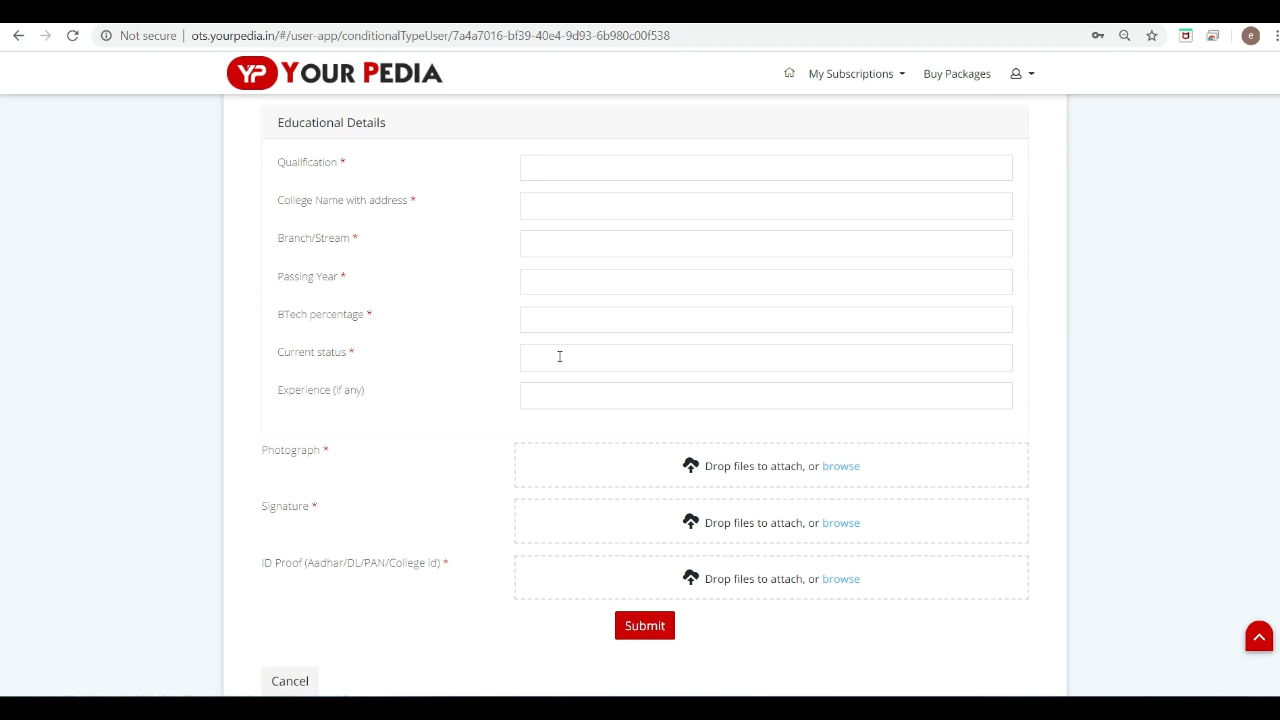 Not secure ots.yourpedia.in/#/user-app/conditionalTypeUser/7a4a7016-bf39-40e4-9d93-6b980c00f538 e
YP YOUR PEDIA My Subscriptions Buy Packages
Educational Details
Qualification *
College Name with address *
Branch/Stream *
Passing Year *
BTech percentage *
Current status *
Experience (if any)
Photograph * Drop files to attach, or browse
Signature * Drop files to attach, or browse
ID Proof (Aadhar/DL/PAN/College id) * Drop files to attach, or browse
Submit
Cancel